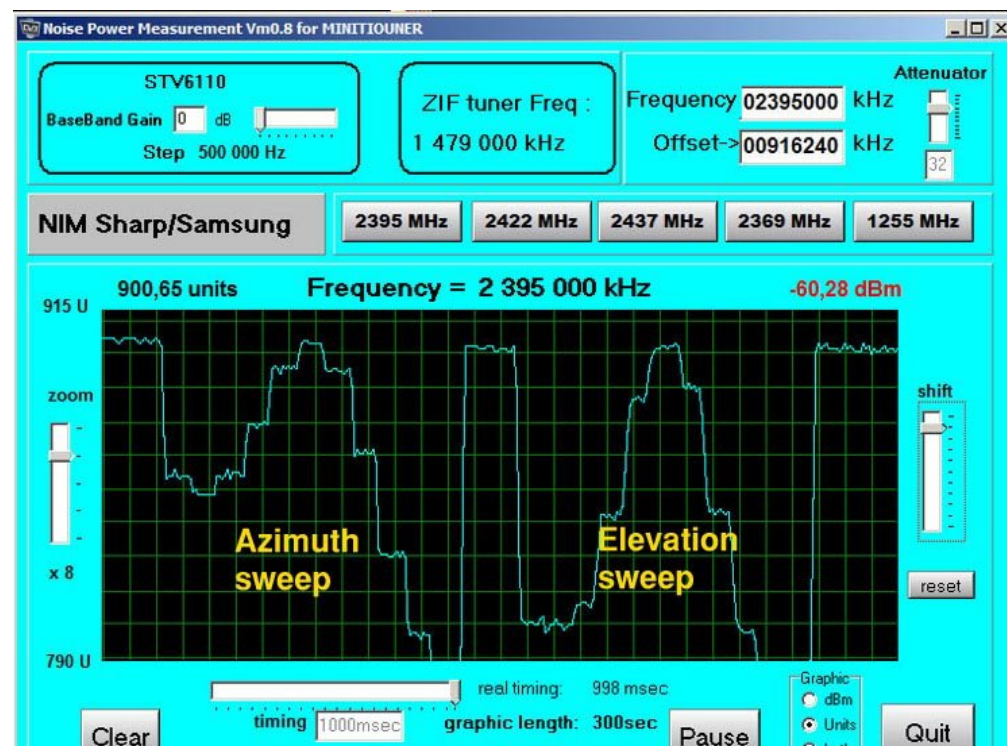 Noise Power Measurement Vm0.8 for MINITIOUNER
STV6110
BaseBand Gain 0 dB
Step 500 000 Hz
ZIF tuner Freq :
1 479 000 kHz
Attenuator
Frequency 02395000 kHz
Offset-> 00916240 kHz
32
NIM Sharp/Samsung
2395 MHz 2422 MHz 2437 MHz 2369 MHz 1255 MHz
900,65 units Frequency = 2 395 000 kHz -60,28 dBm
915 U
zoom
shift
Azimuth
sweep
Elevation
sweep
x 8
reset
790 U
real timing: 998 msec
Graphic
dBm
timing 1000msec graphic length: 300sec
Units
Clear
Pause
Quit